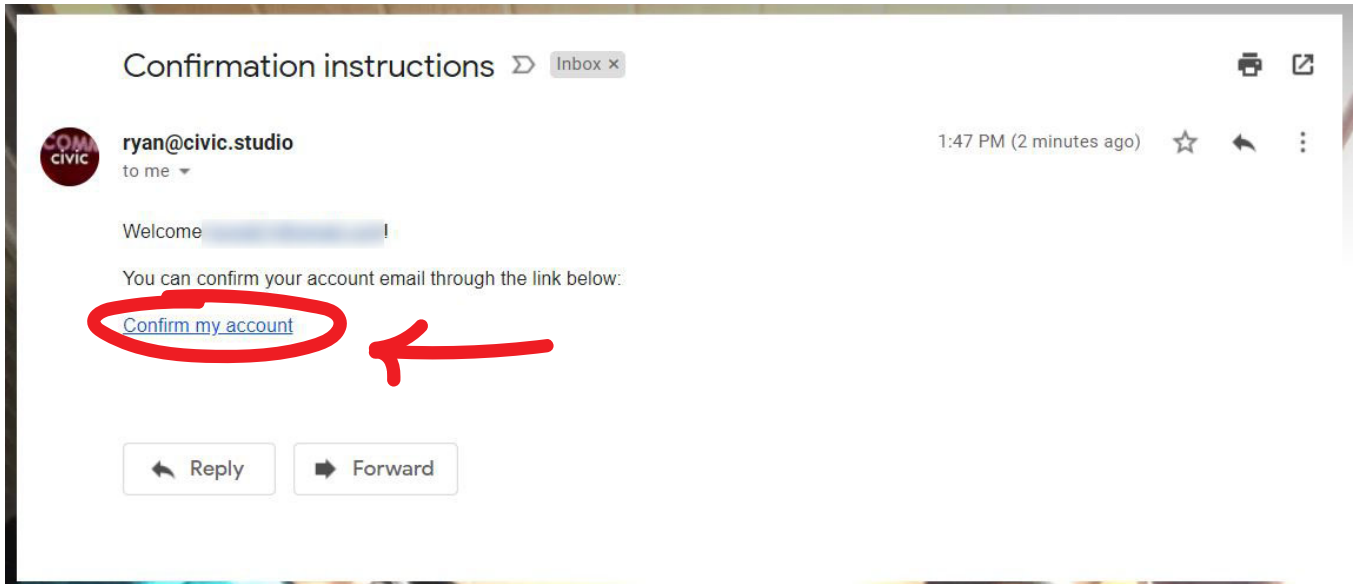 Confirmation instructions Inbox ×
COMM
civic
ryan@civic.studio 1:47 PM (2 minutes ago)
to me
Welcome !
You can confirm your account email through the link below:
Confirm my account
Reply Forward